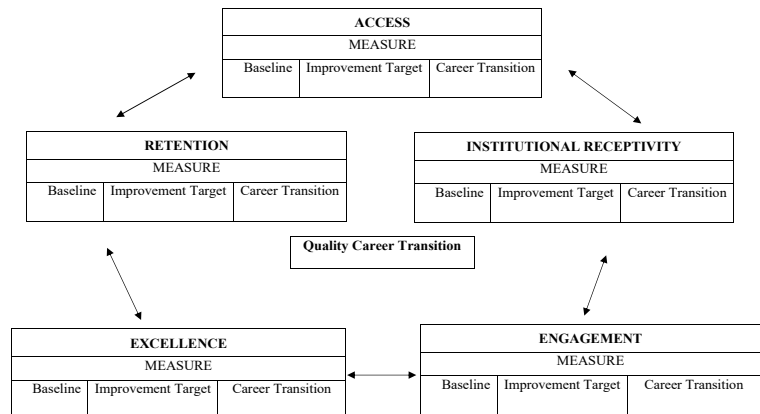 ACCESS
MEASURE
Baseline Improvement Target Career Transition
RETENTION
MEASURE
Baseline Improvement Target Career Transition
INSTITUTIONAL RECEPTIVITY
MEASURE
Baseline Improvement Target Career Transition
Quality Career Transition
EXCELLENCE
MEASURE
Baseline Improvement Target Career Transition
ENGAGEMENT
MEASURE
Baseline Improvement Target Career Transition